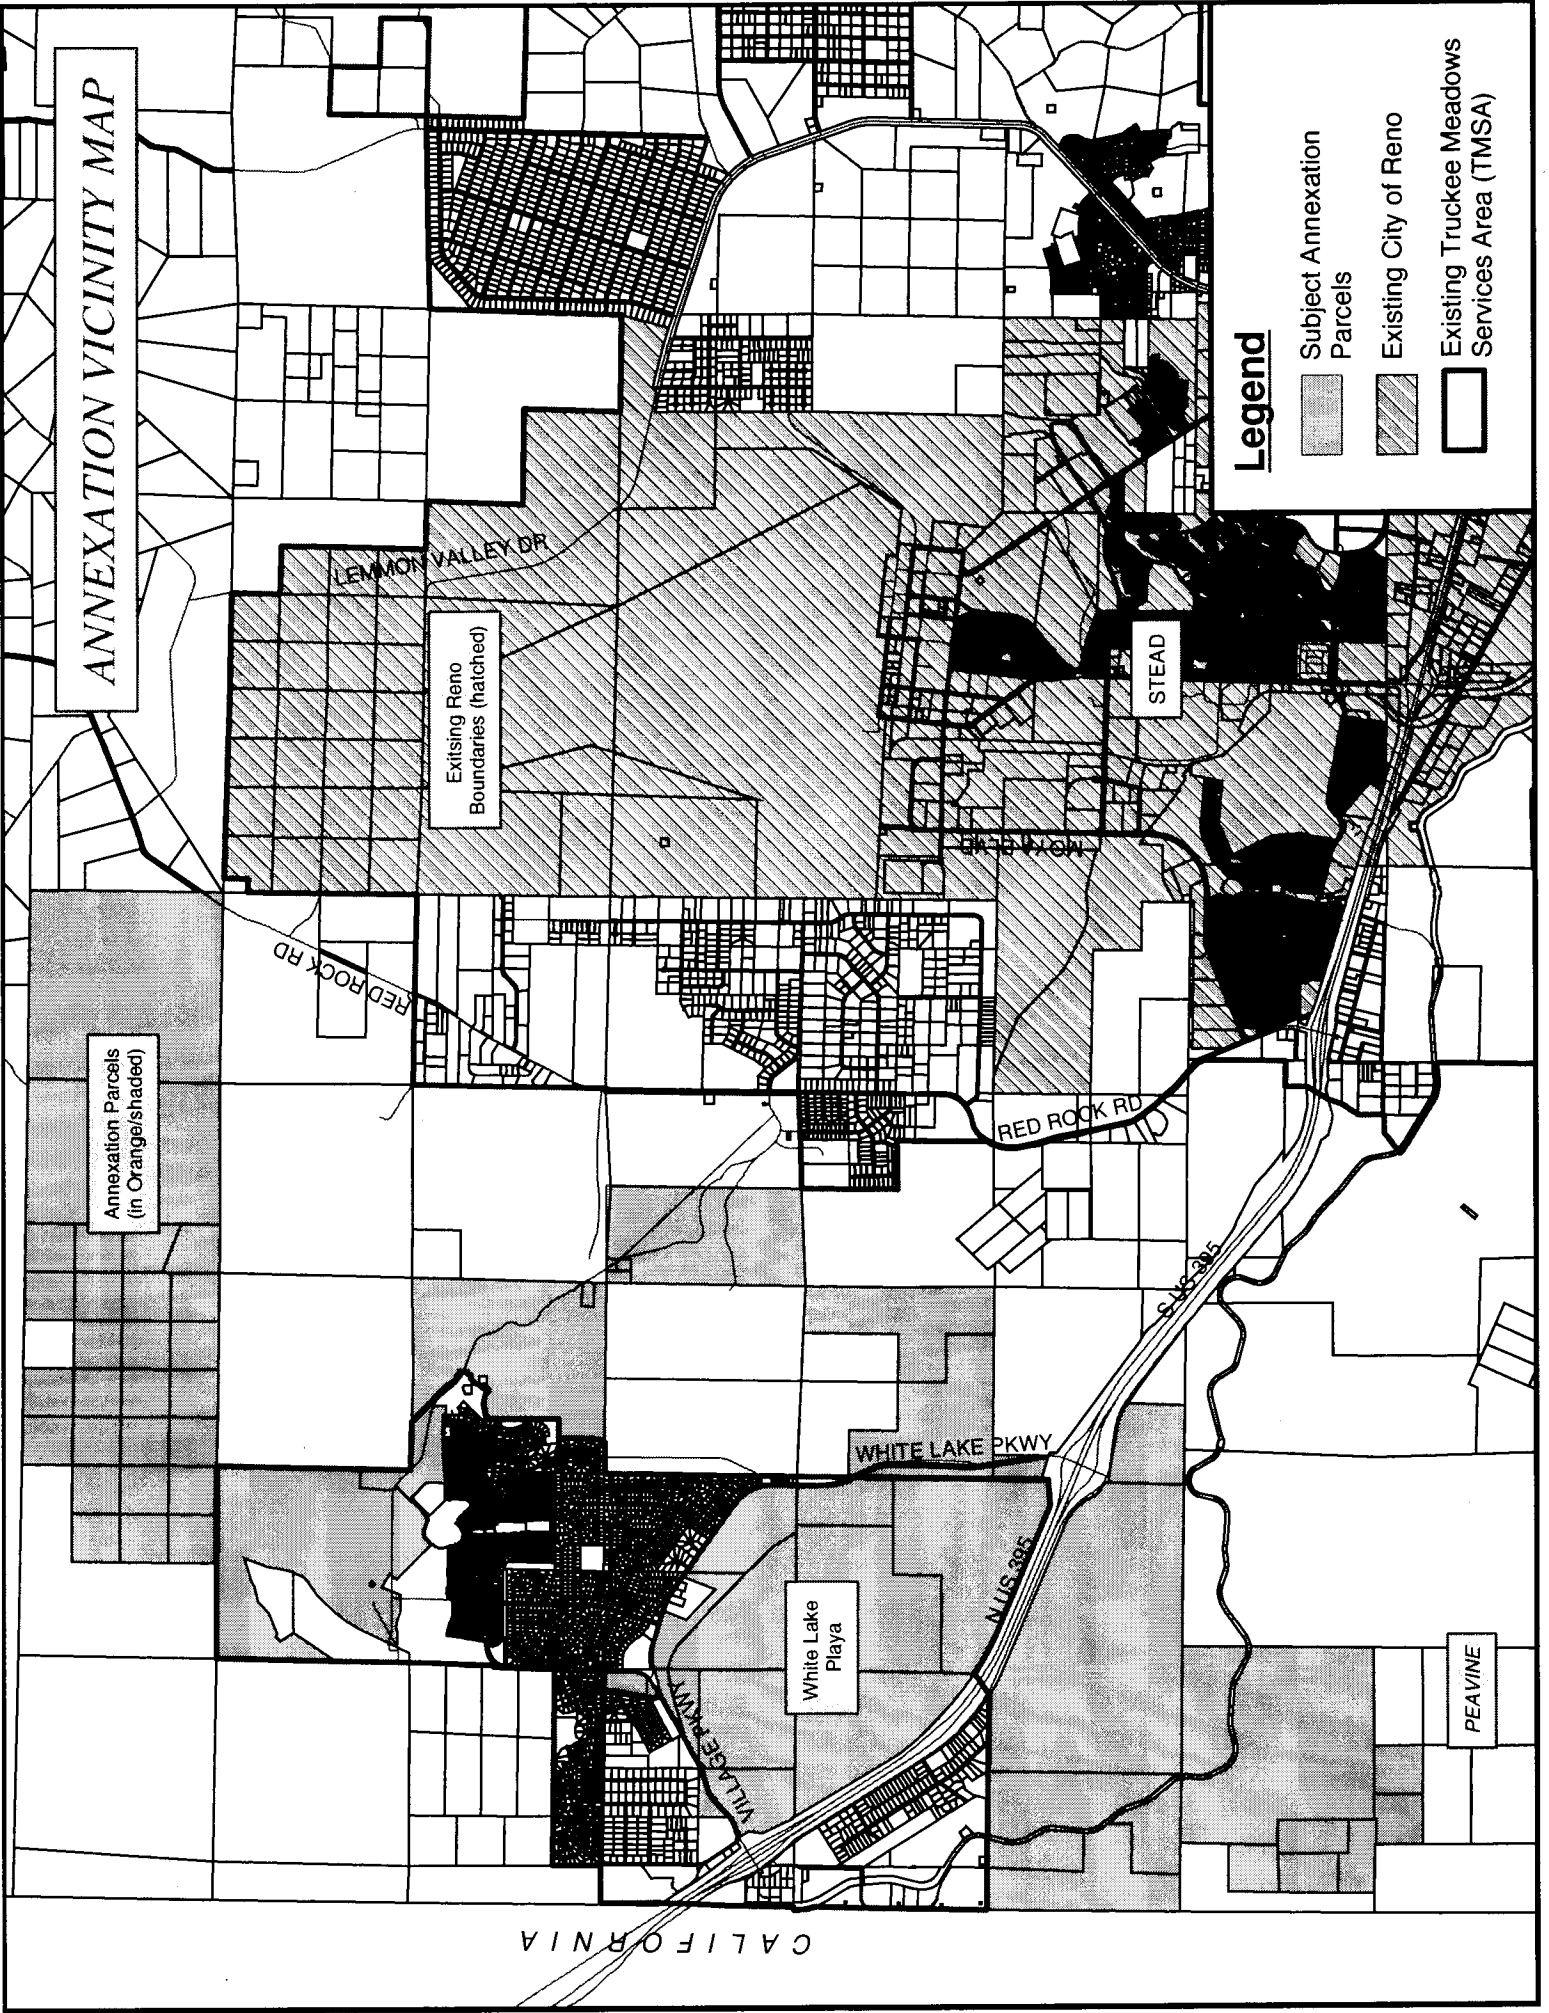 ANNEXATION VICINITY MAP
Annexation Parcels
(in Orange/shaded)
RED ROCK RD
LEMMON VALLEY DR
Exitsing Reno
Boundaries (hatched)
MOYA BLVD
STEAD
RED ROCK RD
WHITE LAKE PKWY
S US 395
N US 395
VILLAGE PKWY
White Lake
Playa
PEAVINE
CALIFORNIA
Legend
Subject Annexation
Parcels
Existing City of Reno
Existing Truckee Meadows
Services Area (TMSA)